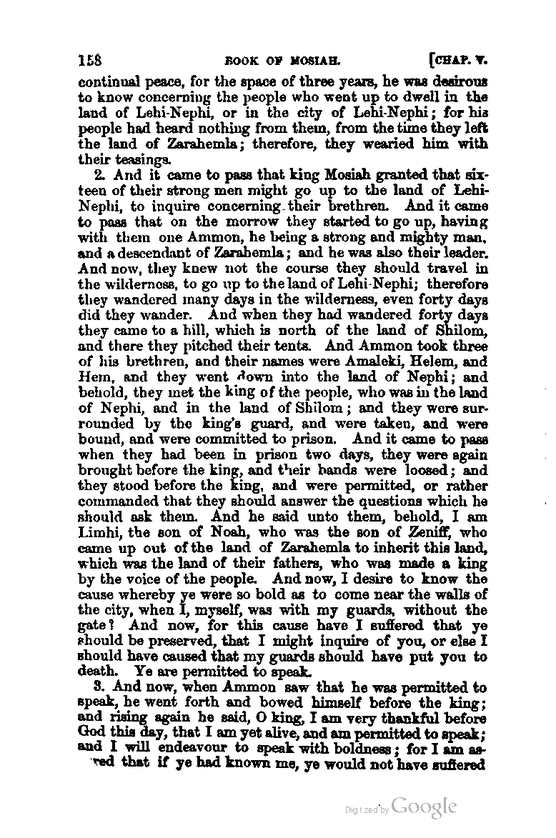 158 BOOK OF MOSIAH. [CHAP. V.
continual peace, for the space of three years, he was desirous
to know concerning the people who went up to dwell in the
land of Lehi-Nephi, or in the city of Lehi-Nephi; for his
people had heard nothing from them, from the time they left
the land of Zarahemla; therefore, they wearied him with
their teasings.
2. And it came to pass that king Mosiah granted that six-
teen of their strong men might go up to the land of Lehi-
Nephi, to inquire concerning their brethren. And it came
to pass that on the morrow they started to go up, having
with them one Ammon, he being a strong and mighty man,
and a descendant of Zarahemla; and he was also their leader.
And now, they knew not the course they should travel in
the wilderness, to go up to the land of Lehi-Nephi; therefore
they wandered many days in the wilderness, even forty days
did they wander. And when they had wandered forty days
they came to a hill, which is north of the land of Shilom,
and there they pitched their tents. And Ammon took three
of his brethren, and their names were Amaleki, Helem, and
Hem, and they went down into the land of Nephi; and
behold, they met the king of the people, who was in the land
of Nephi, and in the land of Shilom; and they were sur-
rounded by the king's guard, and were taken, and were
bound, and were committed to prison. And it came to pass
when they had been in prison two days, they were again
brought before the king, and their bands were loosed; and
they stood before the king, and were permitted, or rather
commanded that they should answer the questions which he
should ask them. And he said unto them, behold, I am
Limhi, the son of Noah, who was the son of Zeniff, who
came up out of the land of Zarahemla to inherit this land,
which was the land of their fathers, who was made a king
by the voice of the people. And now, I desire to know the
cause whereby ye were so bold as to come near the walls of
the city, when I, myself, was with my guards, without the
gate? And now, for this cause have I suffered that ye
should be preserved, that I might inquire of you, or else I
should have caused that my guards should have put you to
death. Ye are permitted to speak.
3. And now, when Ammon saw that he was permitted to
speak, he went forth and bowed himself before the king;
and rising again he said, O king, I am very thankful before
God this day, that I am yet alive, and am permitted to speak;
and I will endeavour to speak with boldness; for I am as-
red that if ye had known me, ye would not have suffered
Digitized by Google